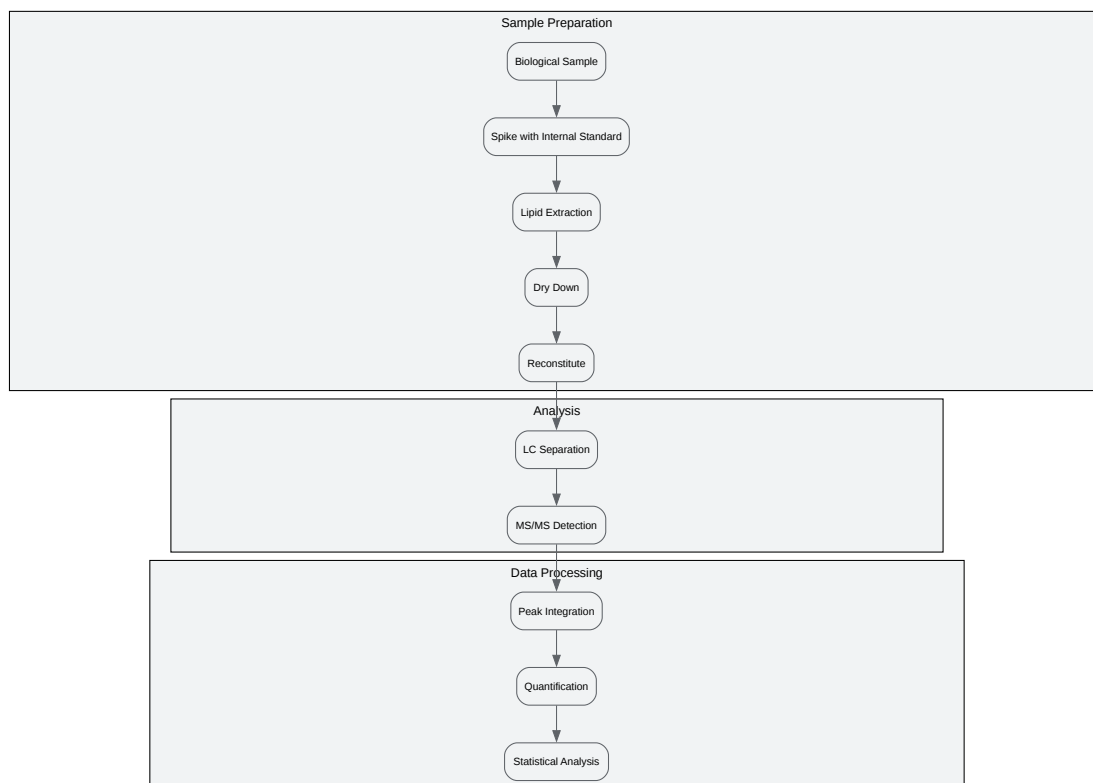 Sample Preparation
Biological Sample
Spike with Internal Standard
Lipid Extraction
Dry Down
Reconstitute
Analysis
LC Separation
MS/MS Detection
Data Processing
Peak Integration
Quantification
Statistical Analysis